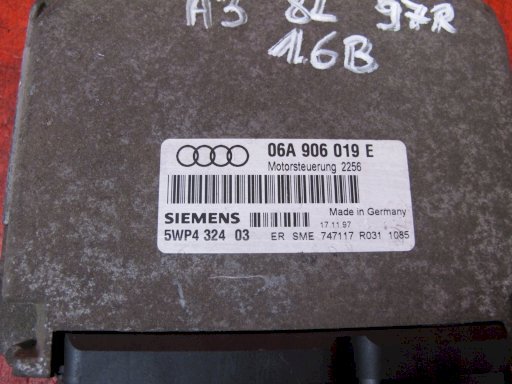 A3 8L 97R
1.6B
06A 906 019 E
Motorsteuerung 2256
SIEMENS
Made in Germany
17 11 97
5WP4 324 03 ER SME 747117 R031 1085